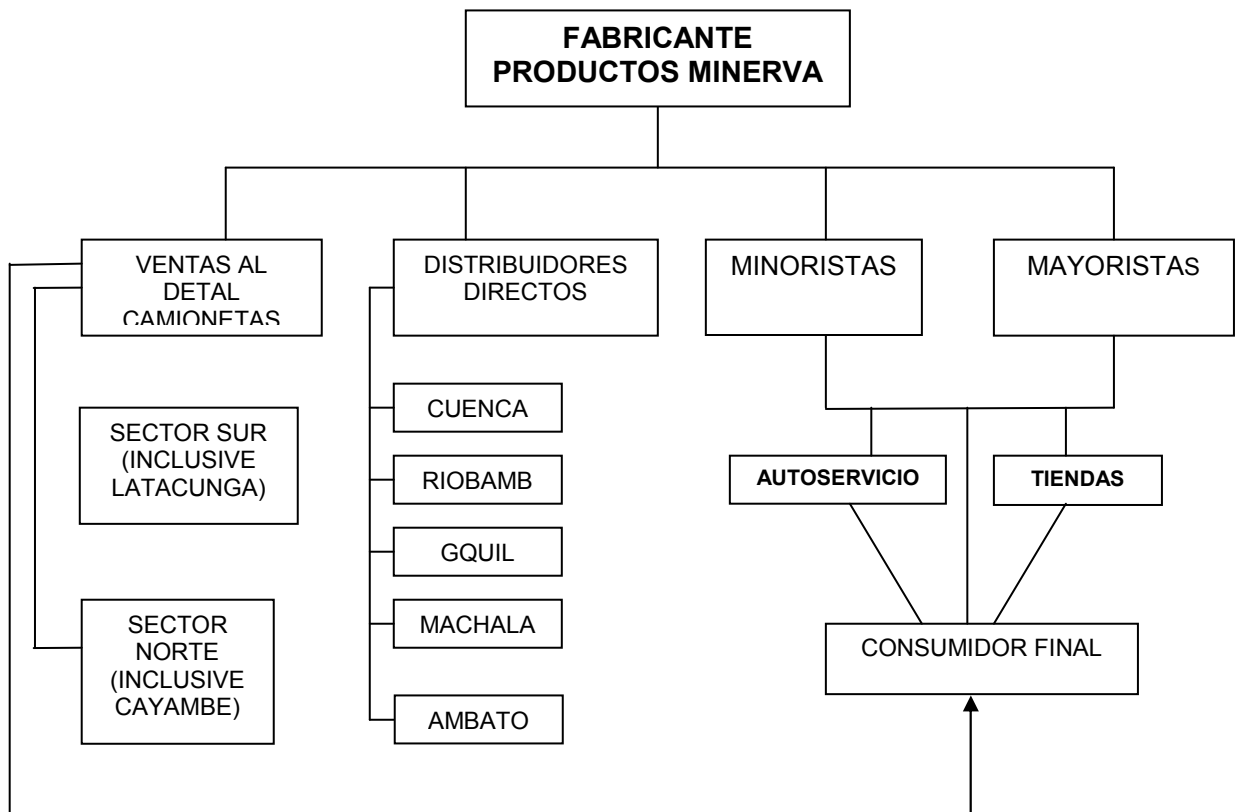 FABRICANTE
PRODUCTOS MINERVA
VENTAS AL
DETAL
CAMIONETAS
DISTRIBUIDORES
DIRECTOS
MINORISTAS
MAYORISTAS
CUENCA
RIOBAMB
GQUIL
MACHALA
AMBATO
SECTOR SUR
(INCLUSIVE
LATACUNGA)
SECTOR
NORTE
(INCLUSIVE
CAYAMBE)
AUTOSERVICIO
TIENDAS
CONSUMIDOR FINAL